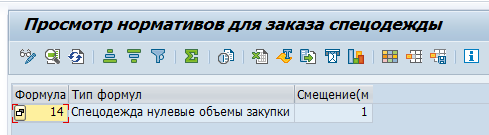 Просмотр нормативов для заказа спецодежды
Формула Тип формул Смещение(м
14 Спецодежда нулевые объемы закупки 1